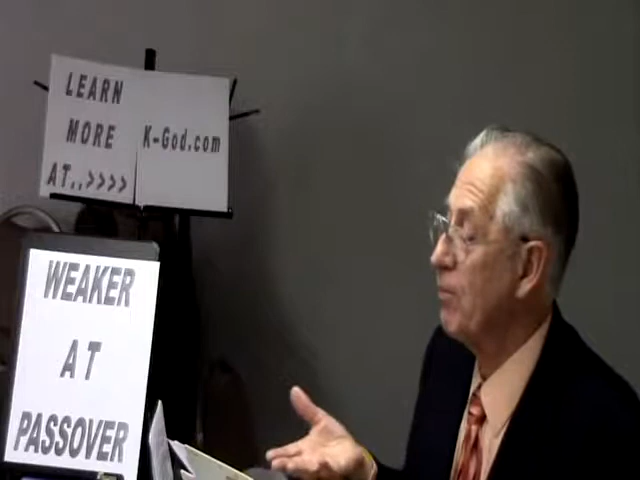 LEARN
MORE
AT..>>>>
K-God.com
WEAKER
AT
PASSOVER